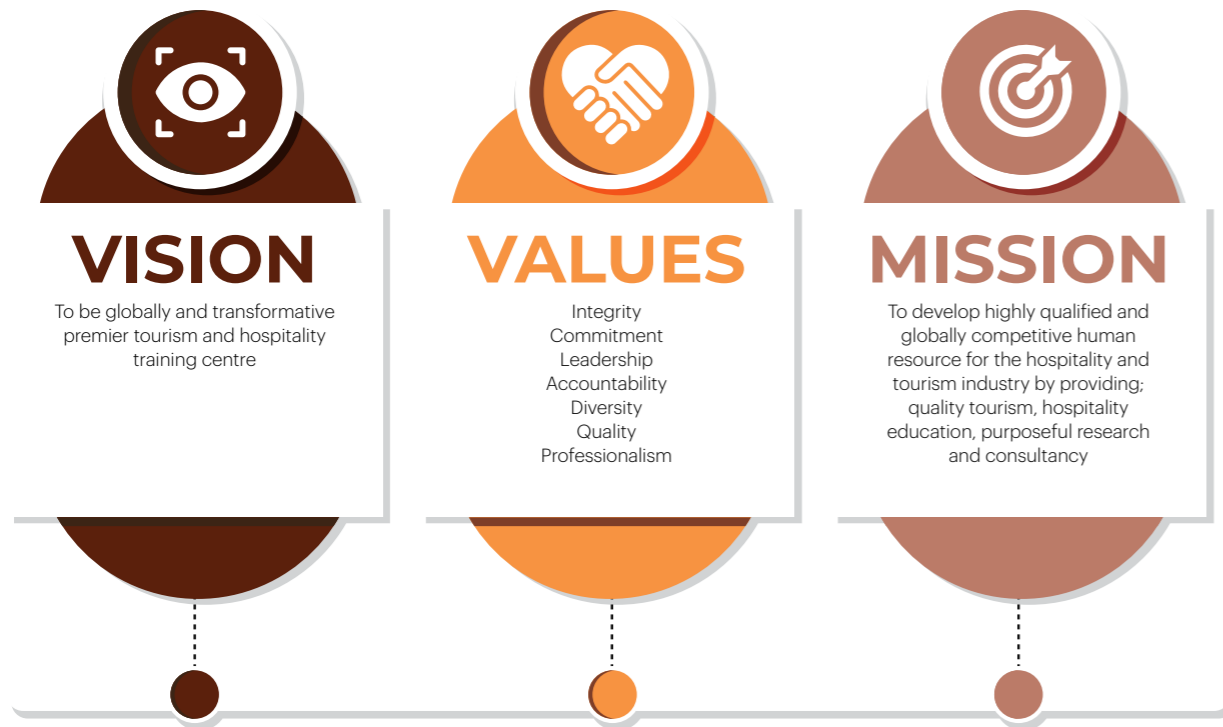 VISION
To be globally and transformative
premier tourism and hospitality
training centre
VALUES
Integrity
Commitment
Leadership
Accountability
Diversity
Quality
Professionalism
MISSION
To develop highly qualified and
globally competitive human
resource for the hospitality and
tourism industry by providing;
quality tourism, hospitality
education, purposeful research
and consultancy